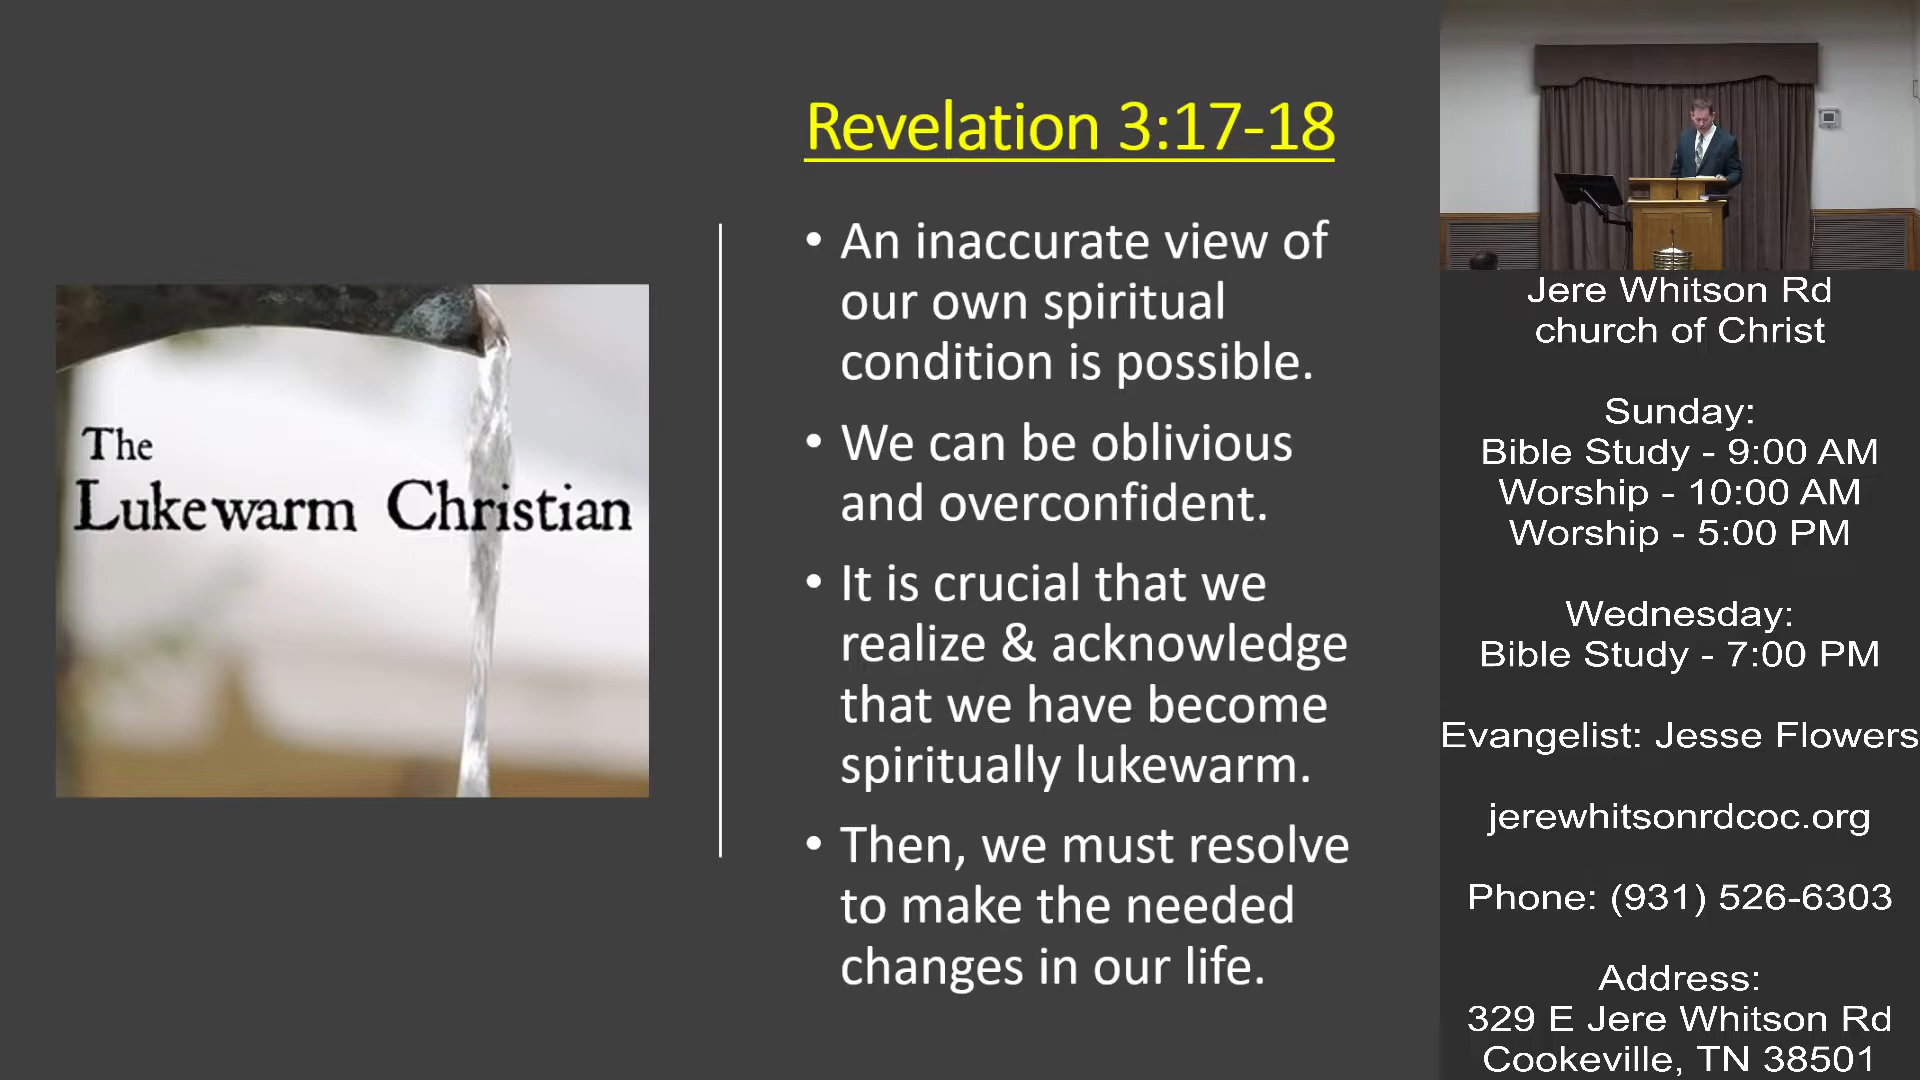 The
Lukewarm Christian
Revelation 3:17-18
• An inaccurate view of
our own spiritual
condition is possible.
• We can be oblivious
and overconfident.
• It is crucial that we
realize & acknowledge
that we have become
spiritually lukewarm.
• Then, we must resolve
to make the needed
changes in our life.
Jere Whitson Rd
church of Christ
Sunday:
Bible Study - 9:00 AM
Worship - 10:00 AM
Worship - 5:00 PM
Wednesday:
Bible Study - 7:00 PM
Evangelist: Jesse Flowers
jerewhitsonrdcoc.org
Phone: (931) 526-6303
Address:
329 E Jere Whitson Rd
Cookeville, TN 38501